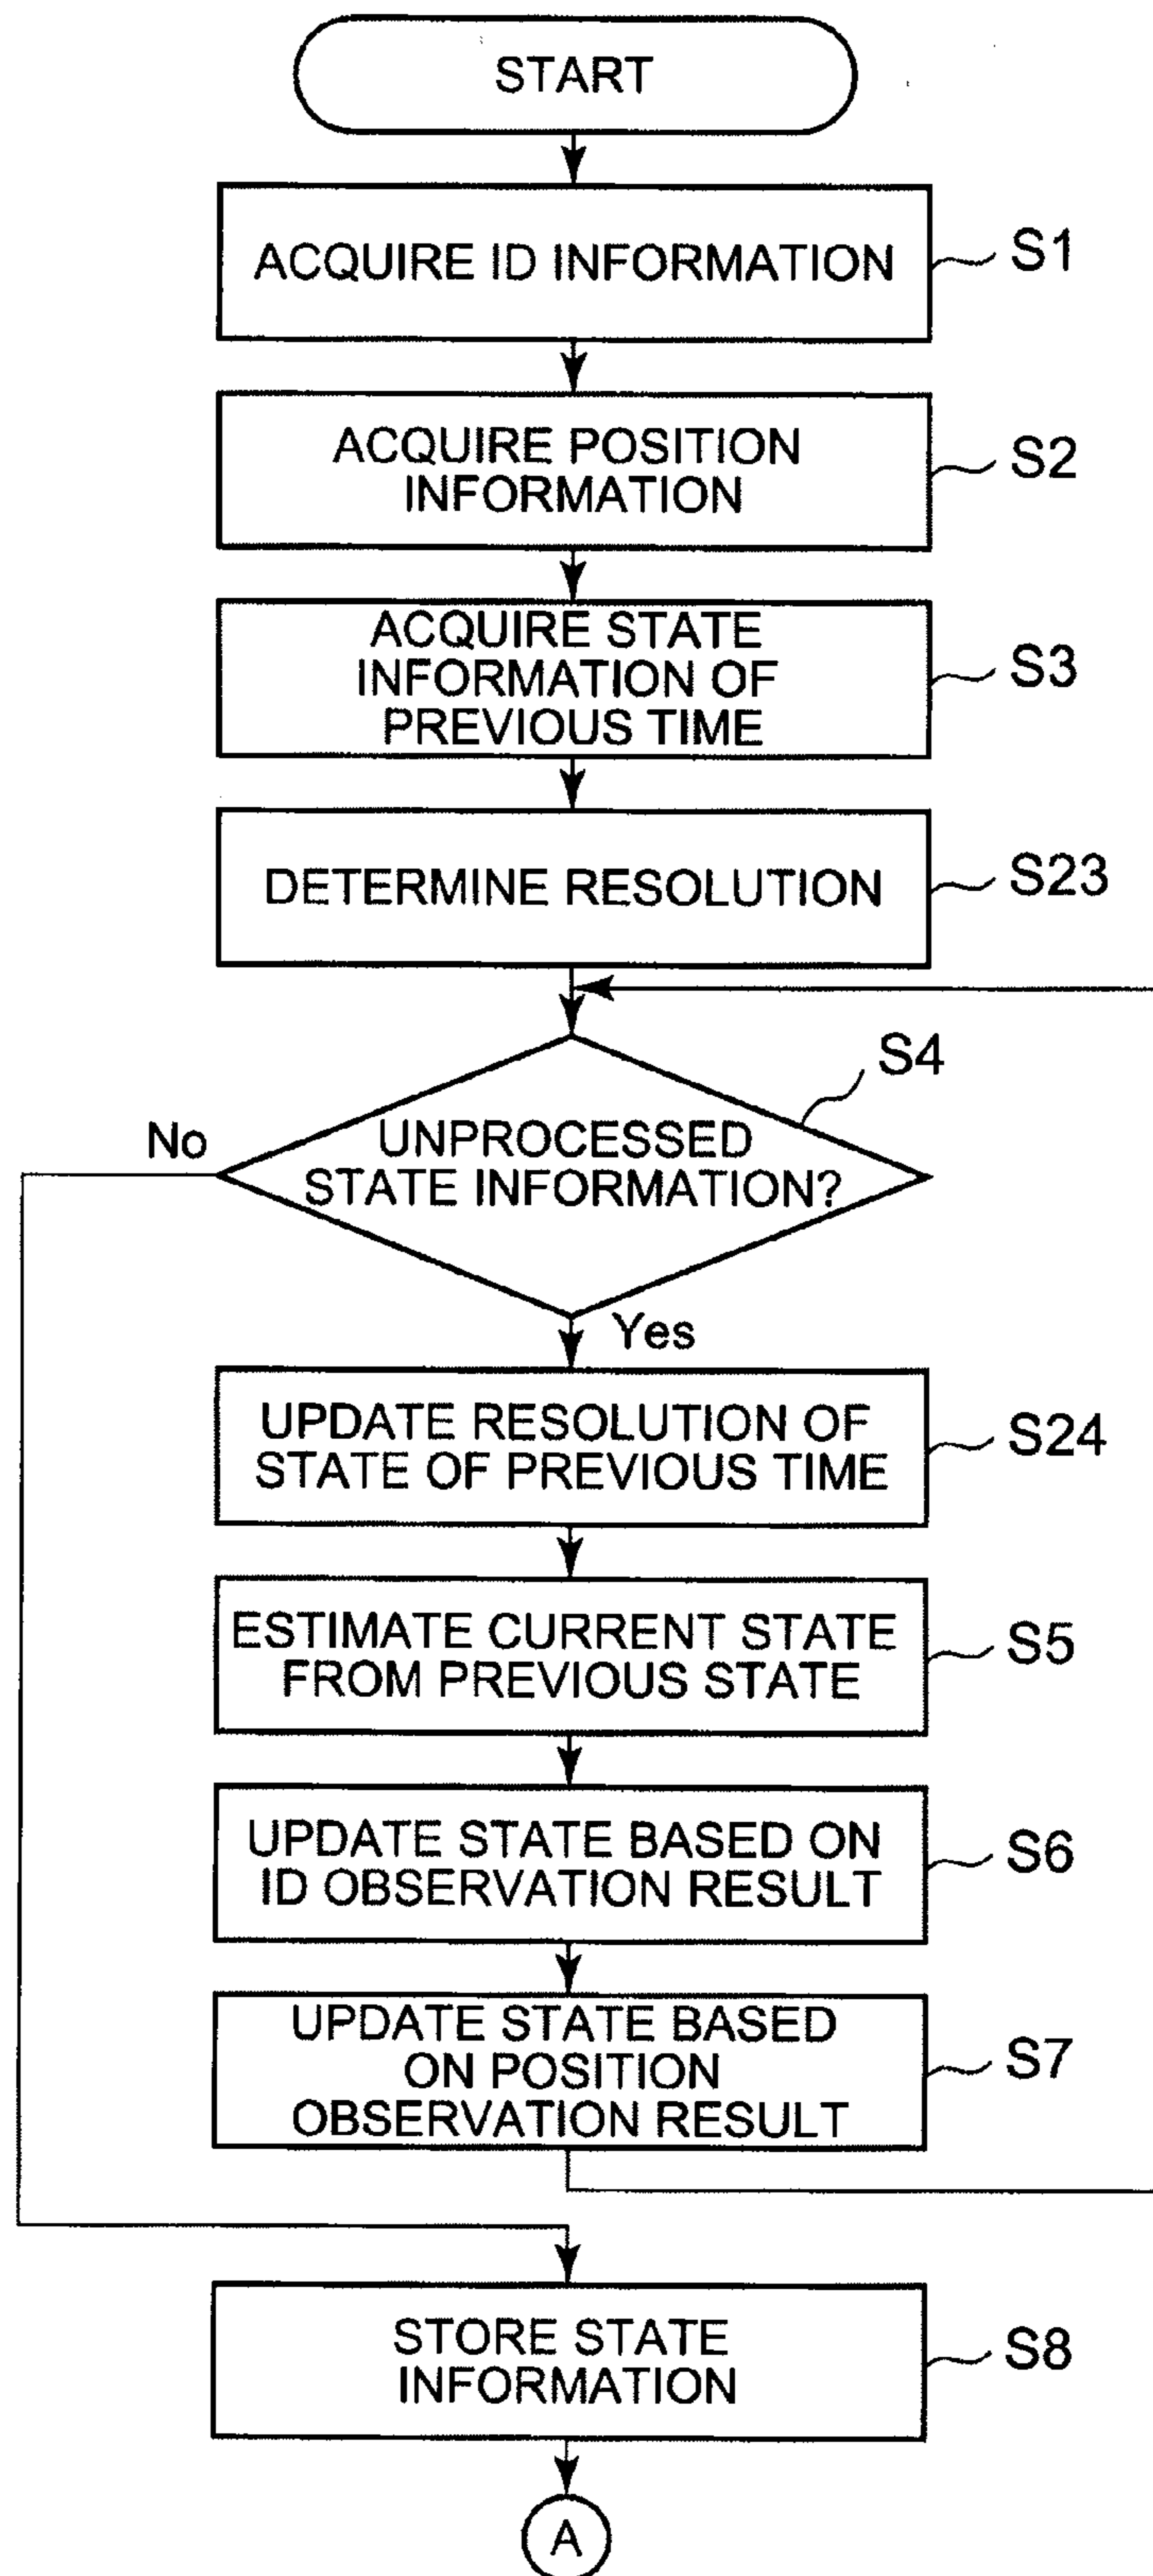 START
ACQUIRE ID INFORMATION
S1
ACQUIRE POSITION
INFORMATION
S2
ACQUIRE STATE
INFORMATION OF
PREVIOUS TIME
S3
DETERMINE RESOLUTION
S23
S4
No
UNPROCESSED
STATE INFORMATION?
Yes
UPDATE RESOLUTION OF
STATE OF PREVIOUS TIME
S24
ESTIMATE CURRENT STATE
FROM PREVIOUS STATE
S5
UPDATE STATE BASED ON
ID OBSERVATION RESULT
S6
UPDATE STATE BASED
ON POSITION
OBSERVATION RESULT
S7
STORE STATE
INFORMATION
S8
A